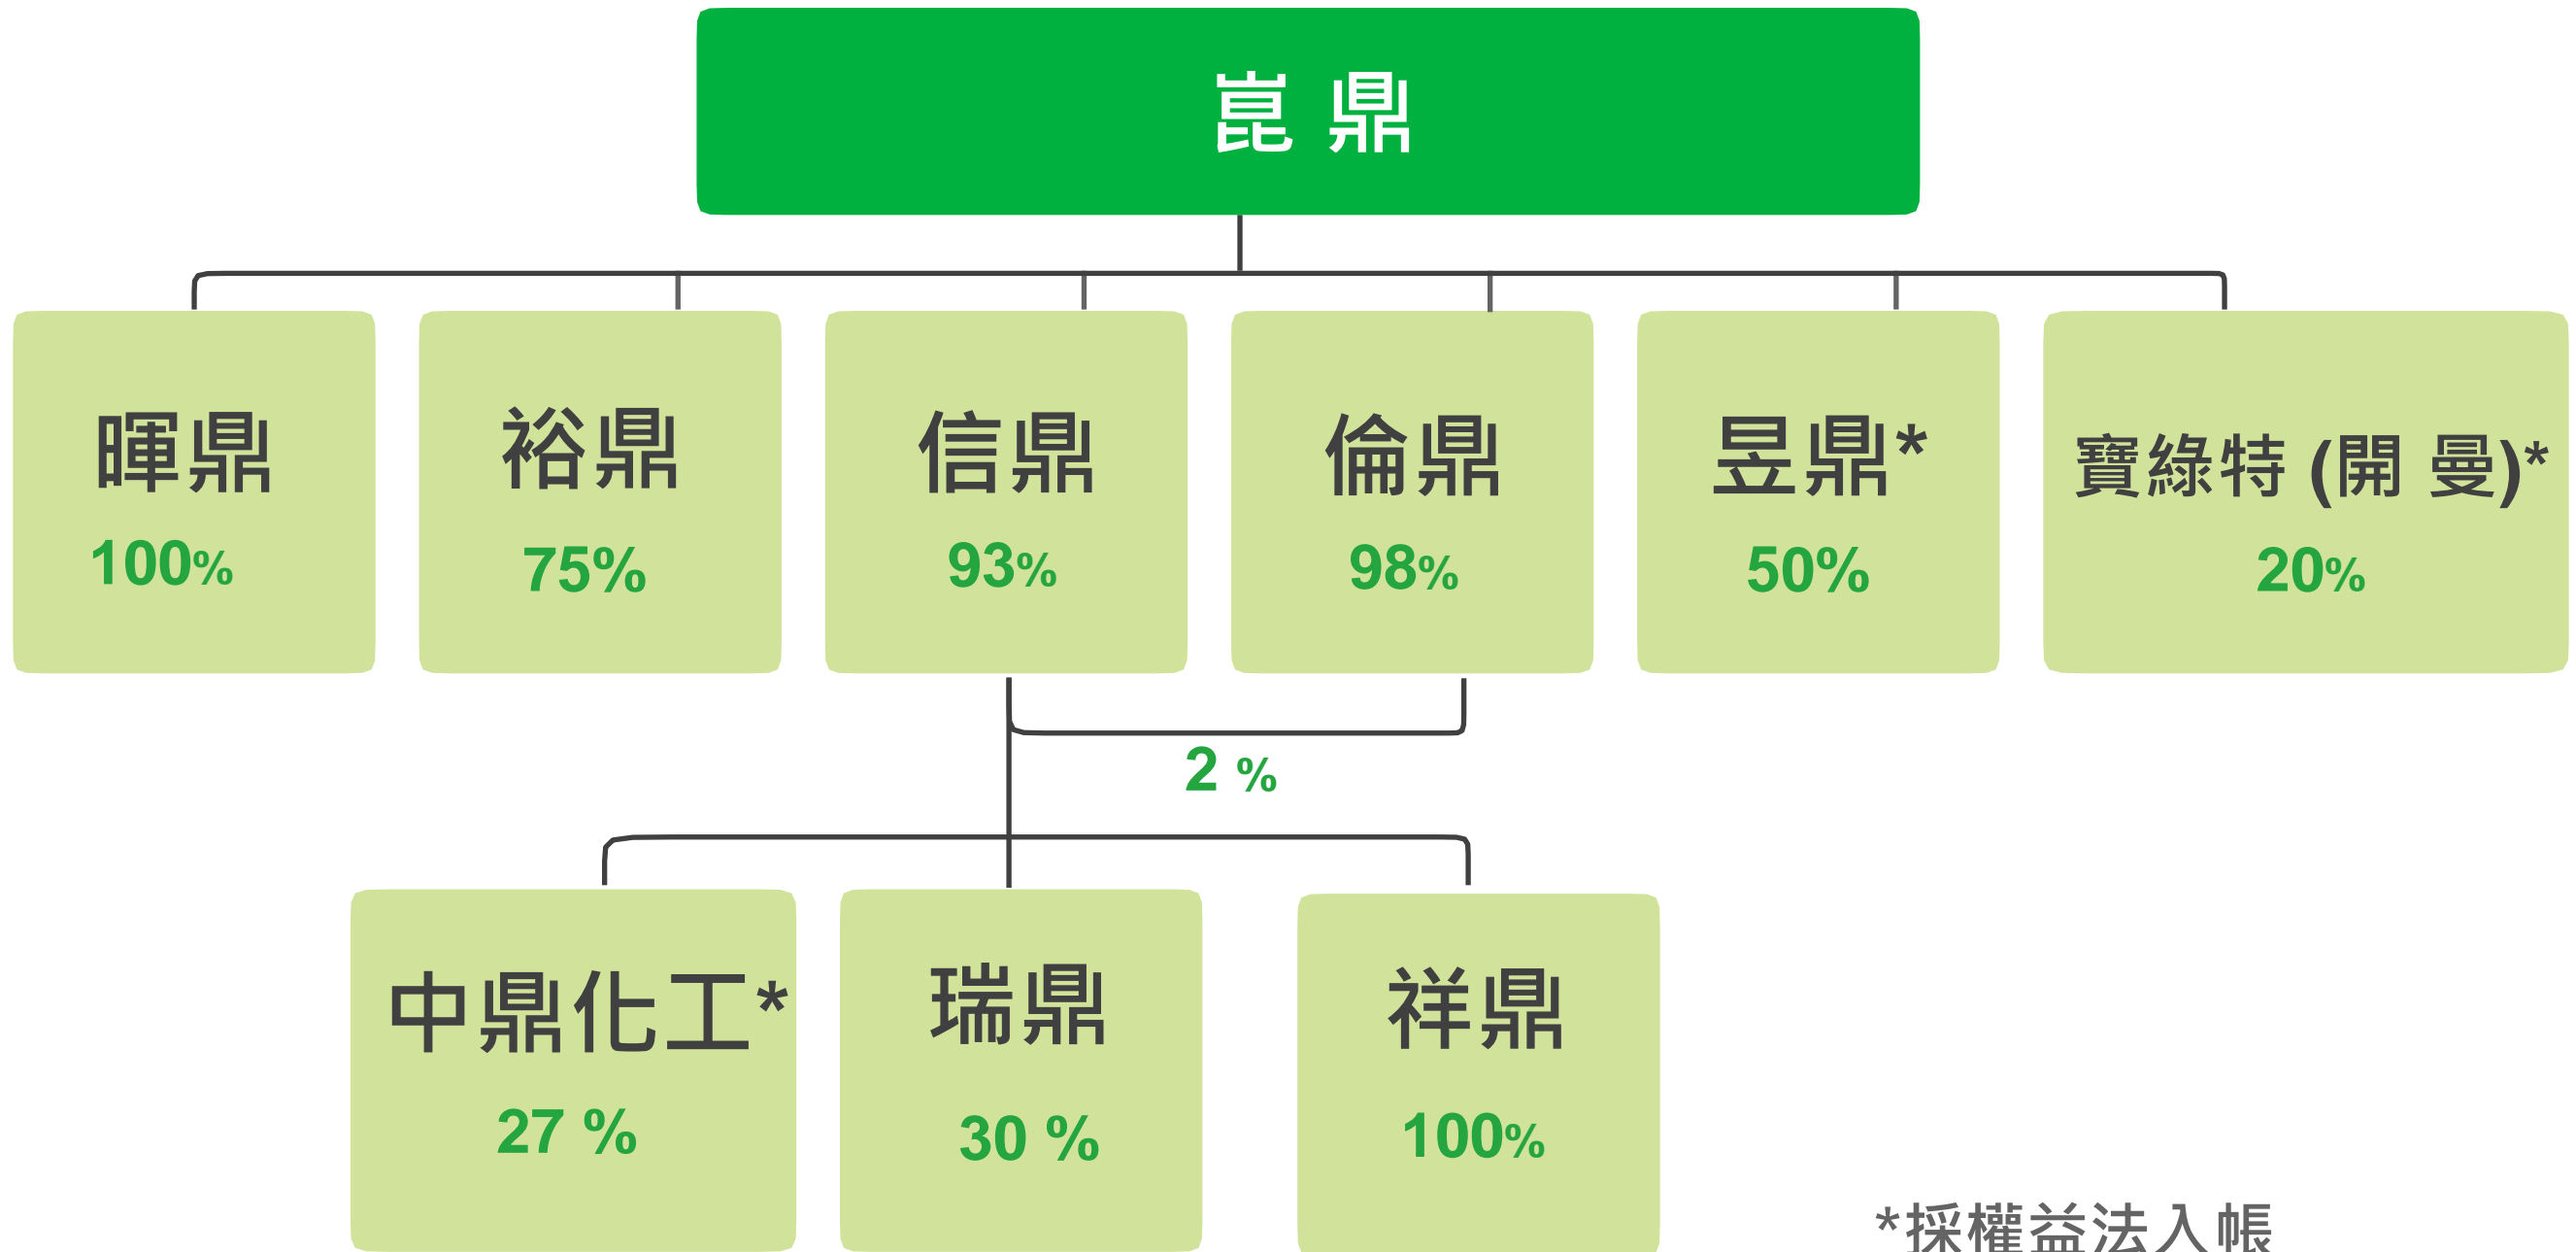 崑 鼎
暉鼎
100%
裕鼎
75%
信鼎
93%
倫鼎
98%
昱鼎*
50%
寶綠特 (開 曼)*
20%
2 %
中鼎化工*
27 %
瑞鼎
30 %
祥鼎
100%
*採權益法入帳